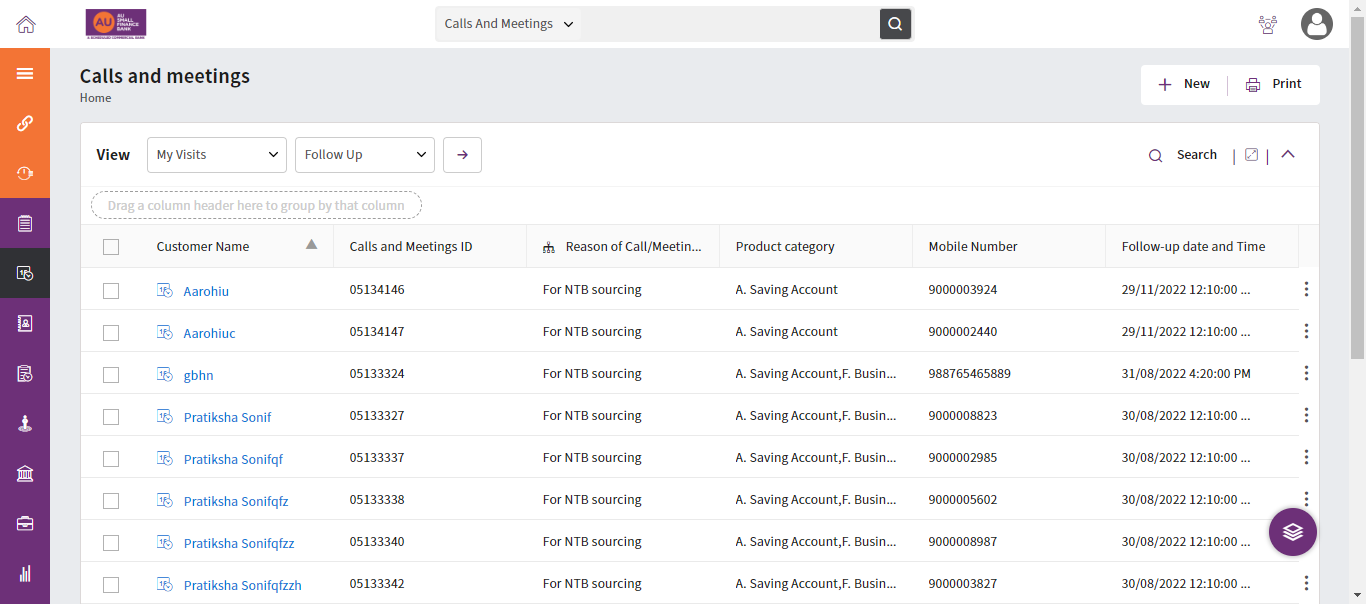 AU
AU
SMALL
FINANCE
BANK
A SCHEDULED COMMERCIAL BANK
Calls And Meetings
Calls and meetings
Home
New
Print
View
My Visits
Follow Up
Search
Drag a column header here to group by that column
Customer Name Calls and Meetings ID Reason of Call/Meetin... Product category Mobile Number Follow-up date and Time
Aarohiu 05134146 For NTB sourcing A. Saving Account 9000003924 29/11/2022 12:10:00 ...
Aarohiuc 05134147 For NTB sourcing A. Saving Account 9000002440 29/11/2022 12:10:00 ...
gbhn 05133324 For NTB sourcing A. Saving Account,F. Busin... 988765465889 31/08/2022 4:20:00 PM
Pratiksha Sonif 05133327 For NTB sourcing A. Saving Account,F. Busin... 9000008823 30/08/2022 12:10:00 ...
Pratiksha Sonifqf 05133337 For NTB sourcing A. Saving Account,F. Busin... 9000002985 30/08/2022 12:10:00 ...
Pratiksha Sonifqfz 05133338 For NTB sourcing A. Saving Account,F. Busin... 9000005602 30/08/2022 12:10:00 ...
Pratiksha Sonifqfzz 05133340 For NTB sourcing A. Saving Account,F. Busin... 9000008987 30/08/2022 12:10:00 ...
Pratiksha Sonifqfzzh 05133342 For NTB sourcing A. Saving Account,F. Busin... 9000003827 30/08/2022 12:10:00 ...